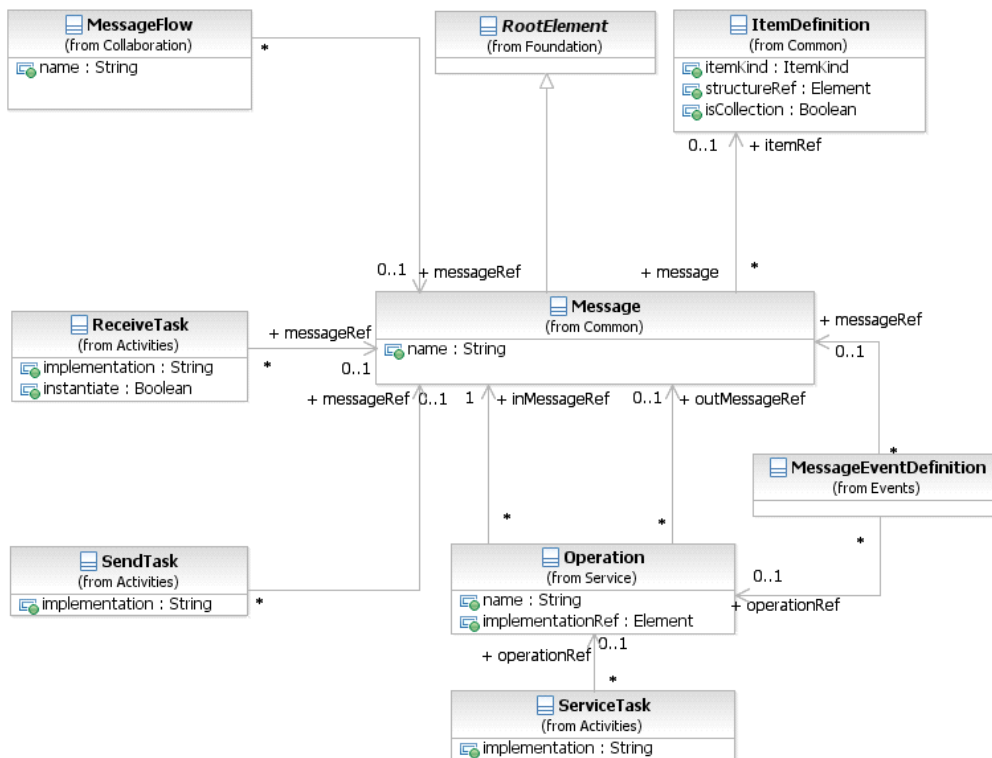 MessageFlow
(from Collaboration)
name : String
*
RootElement
(from Foundation)
ItemDefinition
(from Common)
itemKind : ItemKind
structureRef : Element
isCollection : Boolean
0..1
+ itemRef
0..1
+ messageRef
+ message
*
ReceiveTask
(from Activities)
implementation : String
instantiate : Boolean
+ messageRef
*
0..1
Message
(from Common)
name : String
+ messageRef
0..1
+ messageRef
0..1
1
+ inMessageRef
0..1
+ outMessageRef
*
MessageEventDefinition
(from Events)
*
*
*
SendTask
(from Activities)
implementation : String
*
Operation
(from Service)
name : String
implementationRef : Element
0..1
+ operationRef
+ operationRef
0..1
*
ServiceTask
(from Activities)
implementation : String